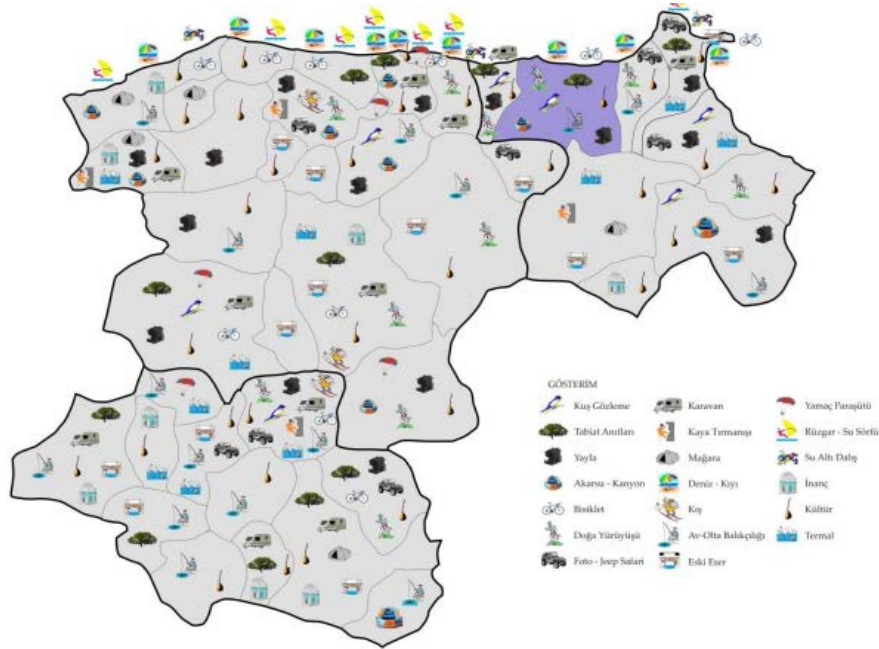 GÖSTERİM
Kuş Gözleme
Karavan
Yamaç Paraşütü
Tabiat Anıtları
Kaya Tırmanışı
Rüzgar - Su Sörfü
Yayla
Mağara
Su Altı Dalış
Akarsu - Kanyon
Deniz - Kıyı
İnanç
Bisiklet
Kış
Kültür
Doğa Yürüyüşü
Av-Olta Balıkçılığı
Termal
Foto - Jeep Safari
Eski Eser